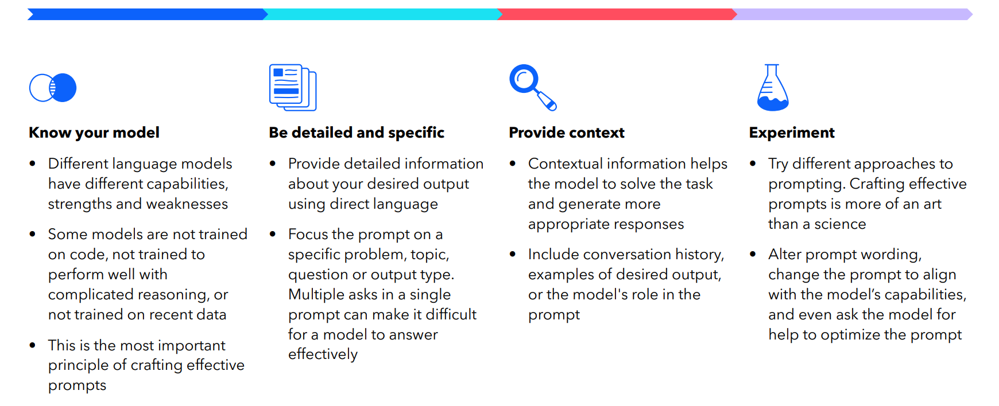 Know your model
• Different language models
have different capabilities,
strengths and weaknesses
• Some models are not trained
on code, not trained to
perform well with
complicated reasoning, or
not trained on recent data
• This is the most important
principle of crafting effective
prompts
Be detailed and specific
• Provide detailed information
about your desired output
using direct language
• Focus the prompt on a
specific problem, topic,
question or output type.
Multiple asks in a single
prompt can make it difficult
for a model to answer
effectively
Provide context
• Contextual information helps
the model to solve the task
and generate more
appropriate responses
• Include conversation history,
examples of desired output,
or the model's role in the
prompt
Experiment
• Try different approaches to
prompting. Crafting effective
prompts is more of an art
than a science
• Alter prompt wording,
change the prompt to align
with the model’s capabilities,
and even ask the model for
help to optimize the prompt